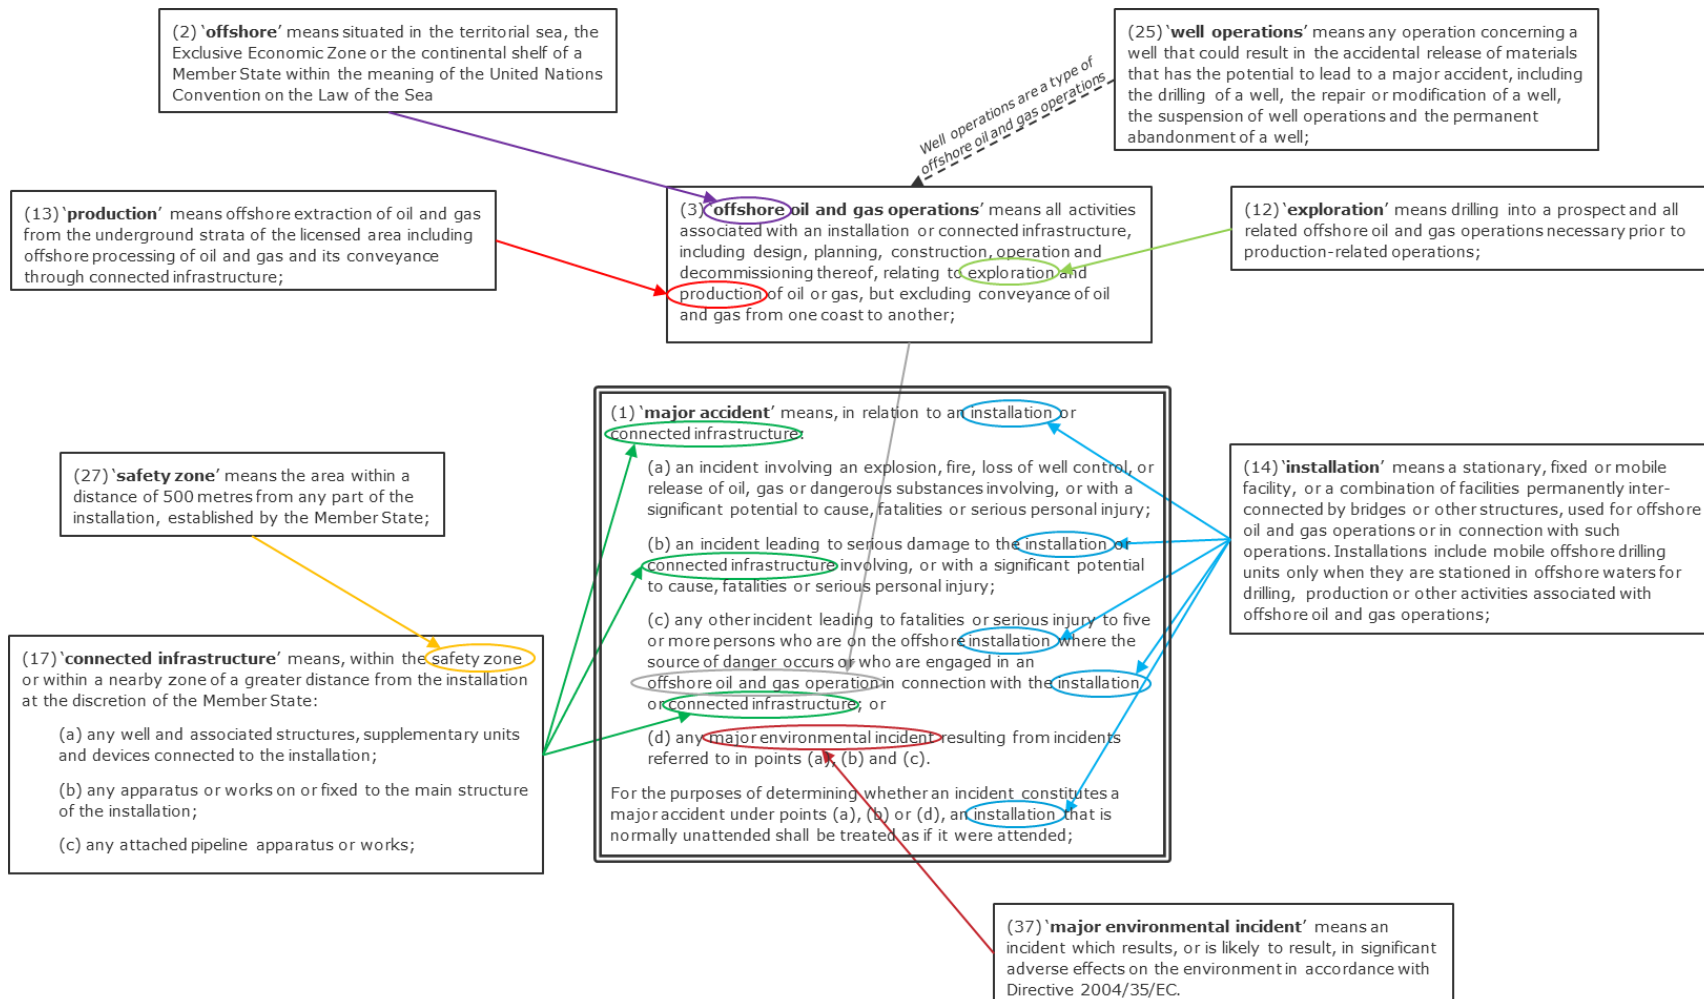 (2) ‘offshore’ means situated in the territorial sea, the
Exclusive Economic Zone or the continental shelf of a
Member State within the meaning of the United Nations
Convention on the Law of the Sea
(25) ‘well operations’ means any operation concerning a
well that could result in the accidental release of materials
that has the potential to lead to a major accident, including
the drilling of a well, the repair or modification of a well,
the suspension of well operations and the permanent
abandonment of a well;
Well operations are a type of
offshore oil and gas operations
(13) ‘production’ means offshore extraction of oil and gas
from the underground strata of the licensed area including
offshore processing of oil and gas and its conveyance
through connected infrastructure;
(3) ‘offshore oil and gas operations’ means all activities
associated with an installation or connected infrastructure,
including design, planning, construction, operation and
decommissioning thereof, relating to exploration and
production of oil or gas, but excluding conveyance of oil
and gas from one coast to another;
(12) ‘exploration’ means drilling into a prospect and all
related offshore oil and gas operations necessary prior to
production-related operations;
(1) ‘major accident’ means, in relation to an installation or
connected infrastructure:
(a) an incident involving an explosion, fire, loss of well control, or
release of oil, gas or dangerous substances involving, or with a
significant potential to cause, fatalities or serious personal injury;
(b) an incident leading to serious damage to the installation or
connected infrastructure involving, or with a significant potential
to cause, fatalities or serious personal injury;
(c) any other incident leading to fatalities or serious injury to five
or more persons who are on the offshore installation where the
source of danger occurs or who are engaged in an
offshore oil and gas operation in connection with the installation
or connected infrastructure; or
(d) any major environmental incident resulting from incidents
referred to in points (a), (b) and (c).
For the purposes of determining whether an incident constitutes a
major accident under points (a), (b) or (d), an installation that is
normally unattended shall be treated as if it were attended;
(27) ‘safety zone’ means the area within a
distance of 500 metres from any part of the
installation, established by the Member State;
(14) ‘installation’ means a stationary, fixed or mobile
facility, or a combination of facilities permanently inter-
connected by bridges or other structures, used for offshore
oil and gas operations or in connection with such
operations. Installations include mobile offshore drilling
units only when they are stationed in offshore waters for
drilling, production or other activities associated with
offshore oil and gas operations;
(17) ‘connected infrastructure’ means, within the safety zone
or within a nearby zone of a greater distance from the installation
at the discretion of the Member State:
(a) any well and associated structures, supplementary units
and devices connected to the installation;
(b) any apparatus or works on or fixed to the main structure
of the installation;
(c) any attached pipeline apparatus or works;
(37) ‘major environmental incident’ means an
incident which results, or is likely to result, in significant
adverse effects on the environment in accordance with
Directive 2004/35/EC.